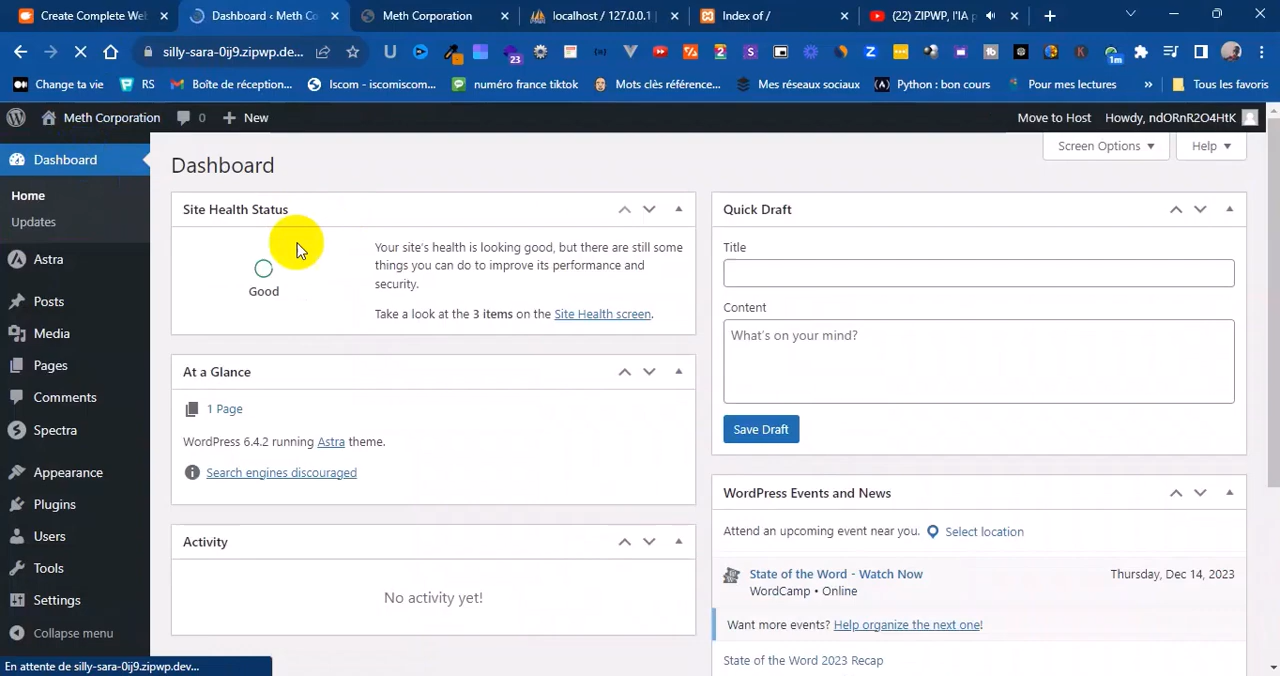 Create Complete Web
Dashboard ‹ Meth Co
Meth Corporation
localhost / 127.0.0.1
Index of /
(22) ZIPWP, l'IA p
silly-sara-0ij9.zipwp.de...
23
2
S
Z
K
1m
Change ta vie
RS
Boîte de réception...
Iscom - iscomiscom...
numéro france tiktok
Mots clés référence...
Mes réseaux sociaux
Python : bon cours
Pour mes lectures
»
Tous les favoris
Meth Corporation
0
New
Move to Host
Howdy, ndORnR2O4HtK
Dashboard
Home
Updates
Astra
Posts
Media
Pages
Comments
Spectra
Appearance
Plugins
Users
Tools
Settings
Collapse menu
Screen Options
Help
Dashboard
Site Health Status
Good
Your site's health is looking good, but there are still some
things you can do to improve its performance and
security.
Take a look at the 3 items on the Site Health screen.
At a Glance
1 Page
WordPress 6.4.2 running Astra theme.
Search engines discouraged
Activity
No activity yet!
Quick Draft
Title
Content
What's on your mind?
Save Draft
WordPress Events and News
Attend an upcoming event near you.
Select location
State of the Word - Watch Now
Thursday, Dec 14, 2023
WordCamp • Online
Want more events? Help organize the next one!
State of the Word 2023 Recap
En attente de silly-sara-0ij9.zipwp.dev...